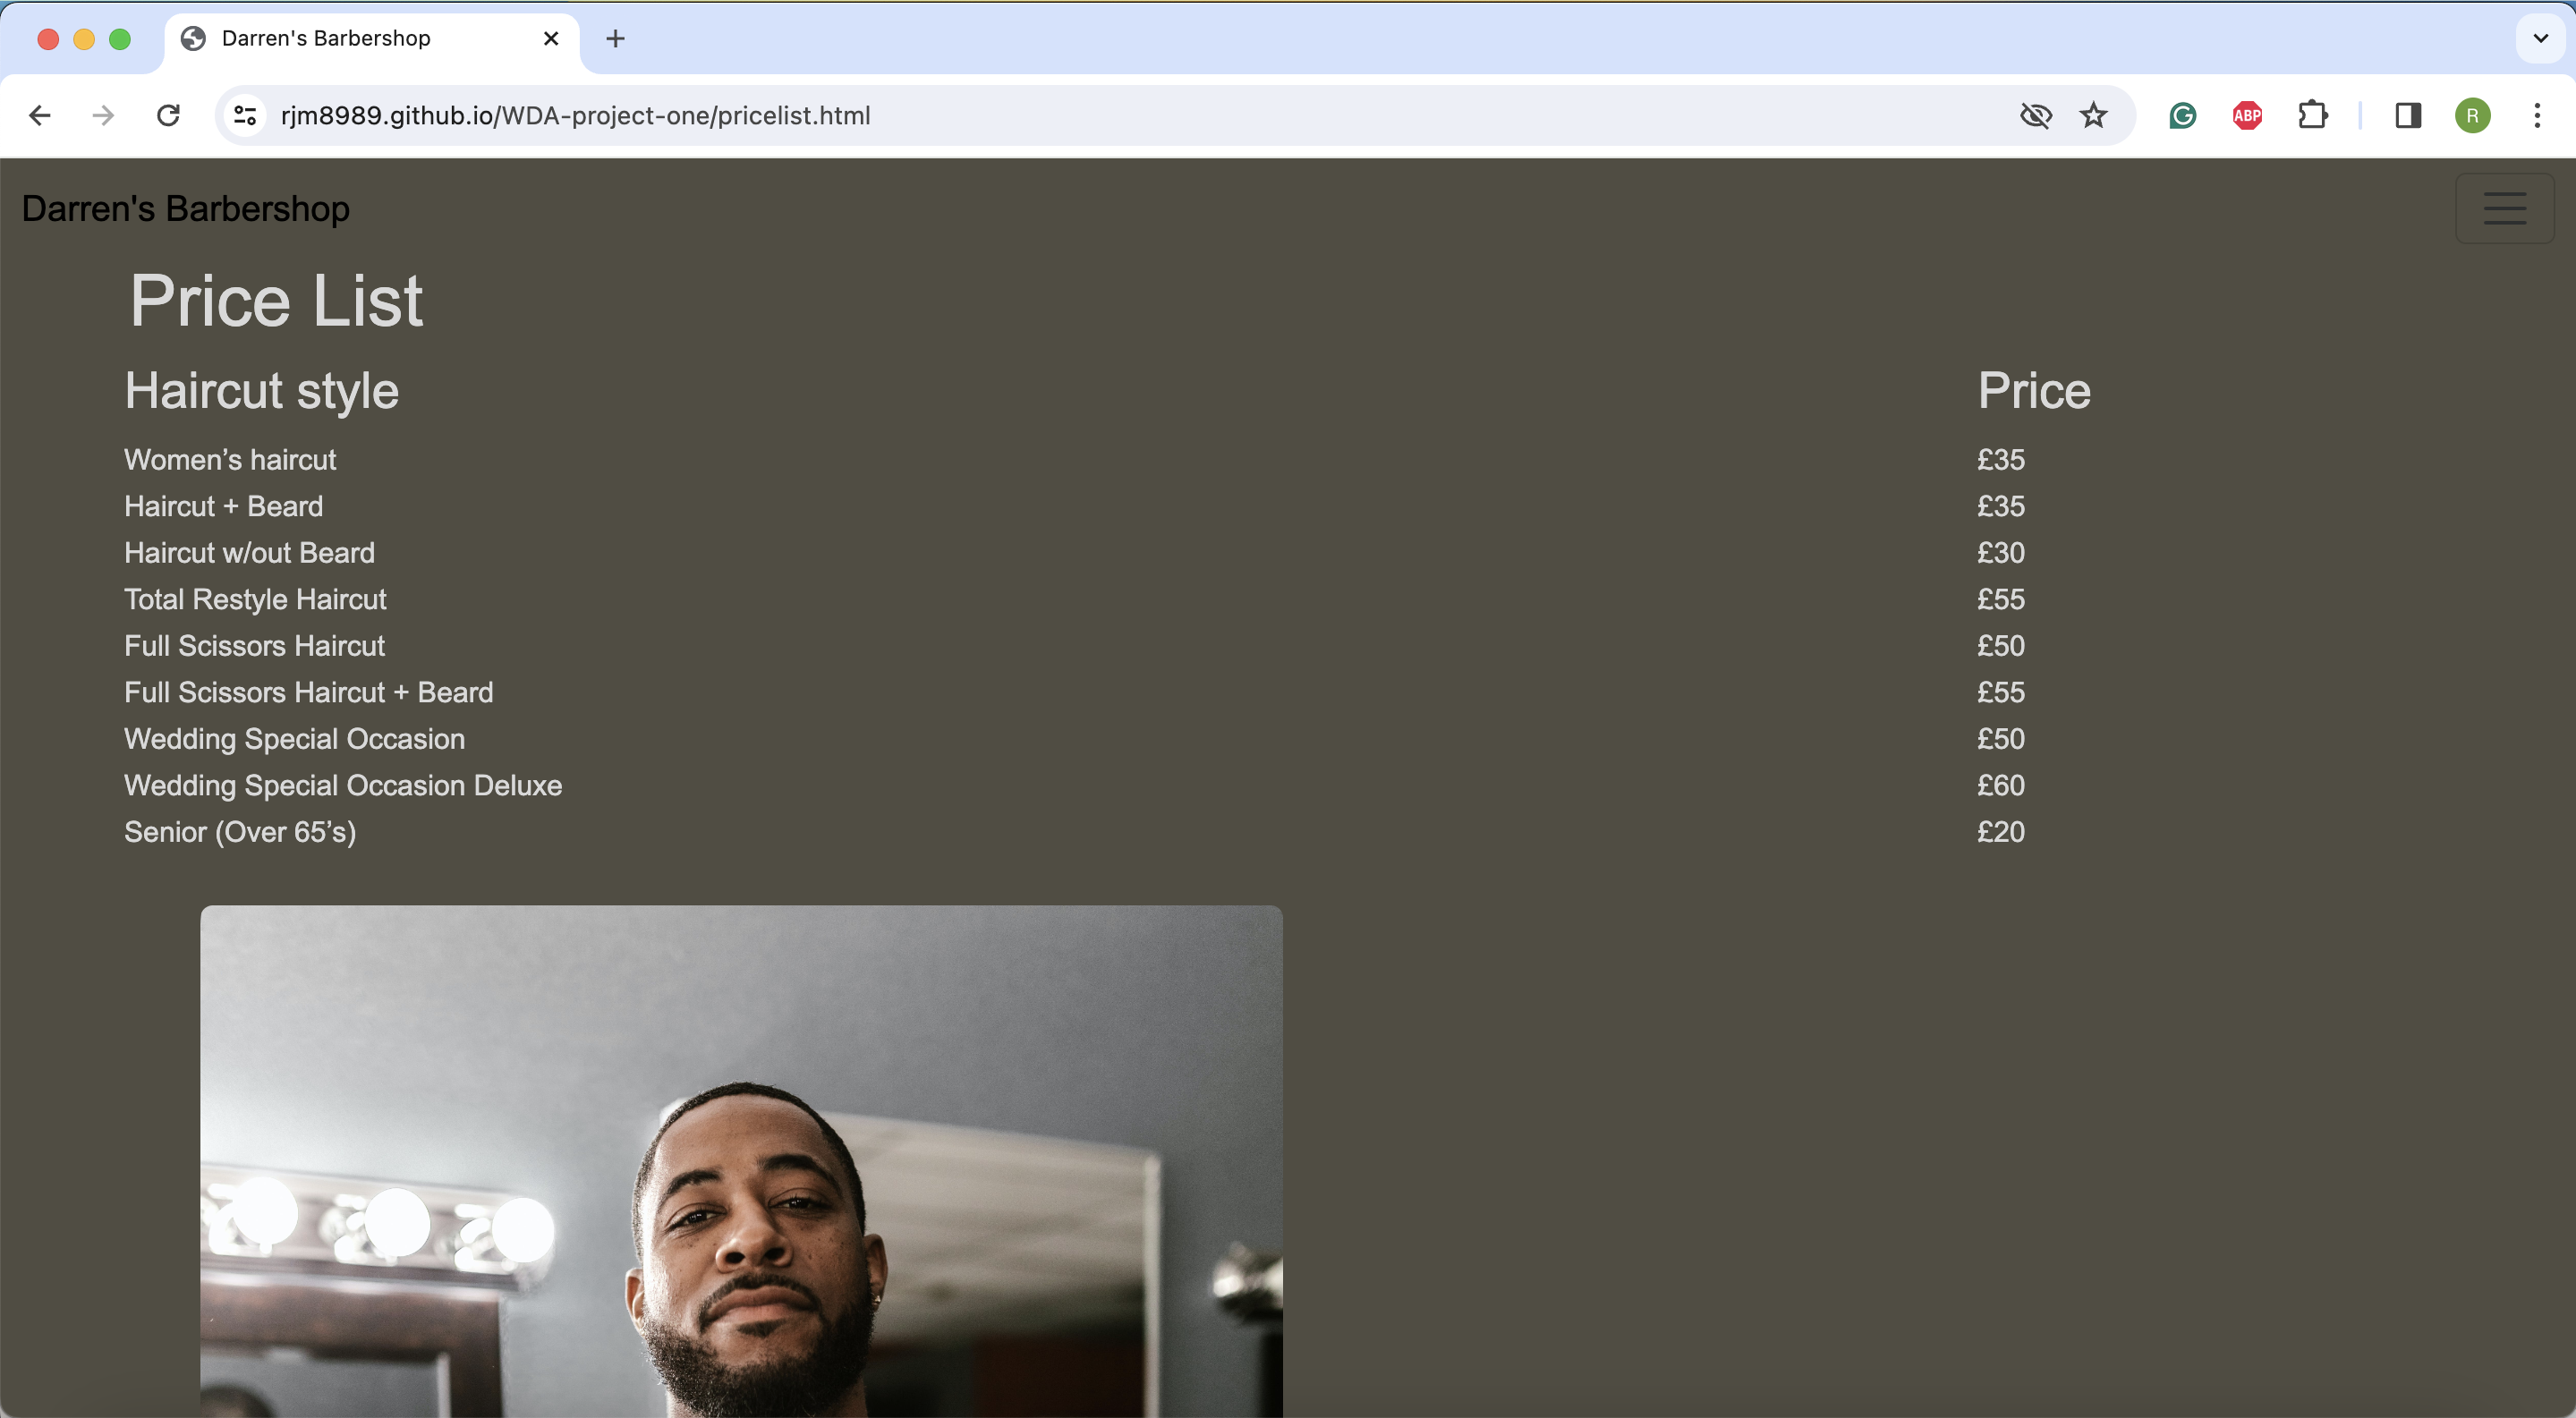 Darren's Barbershop
rjm8989.github.io/WDA-project-one/pricelist.html
ABP
R
Darren's Barbershop
Price List
Haircut style Price
Women’s haircut £35
Haircut + Beard £35
Haircut w/out Beard £30
Total Restyle Haircut £55
Full Scissors Haircut £50
Full Scissors Haircut + Beard £55
Wedding Special Occasion £50
Wedding Special Occasion Deluxe £60
Senior (Over 65’s) £20